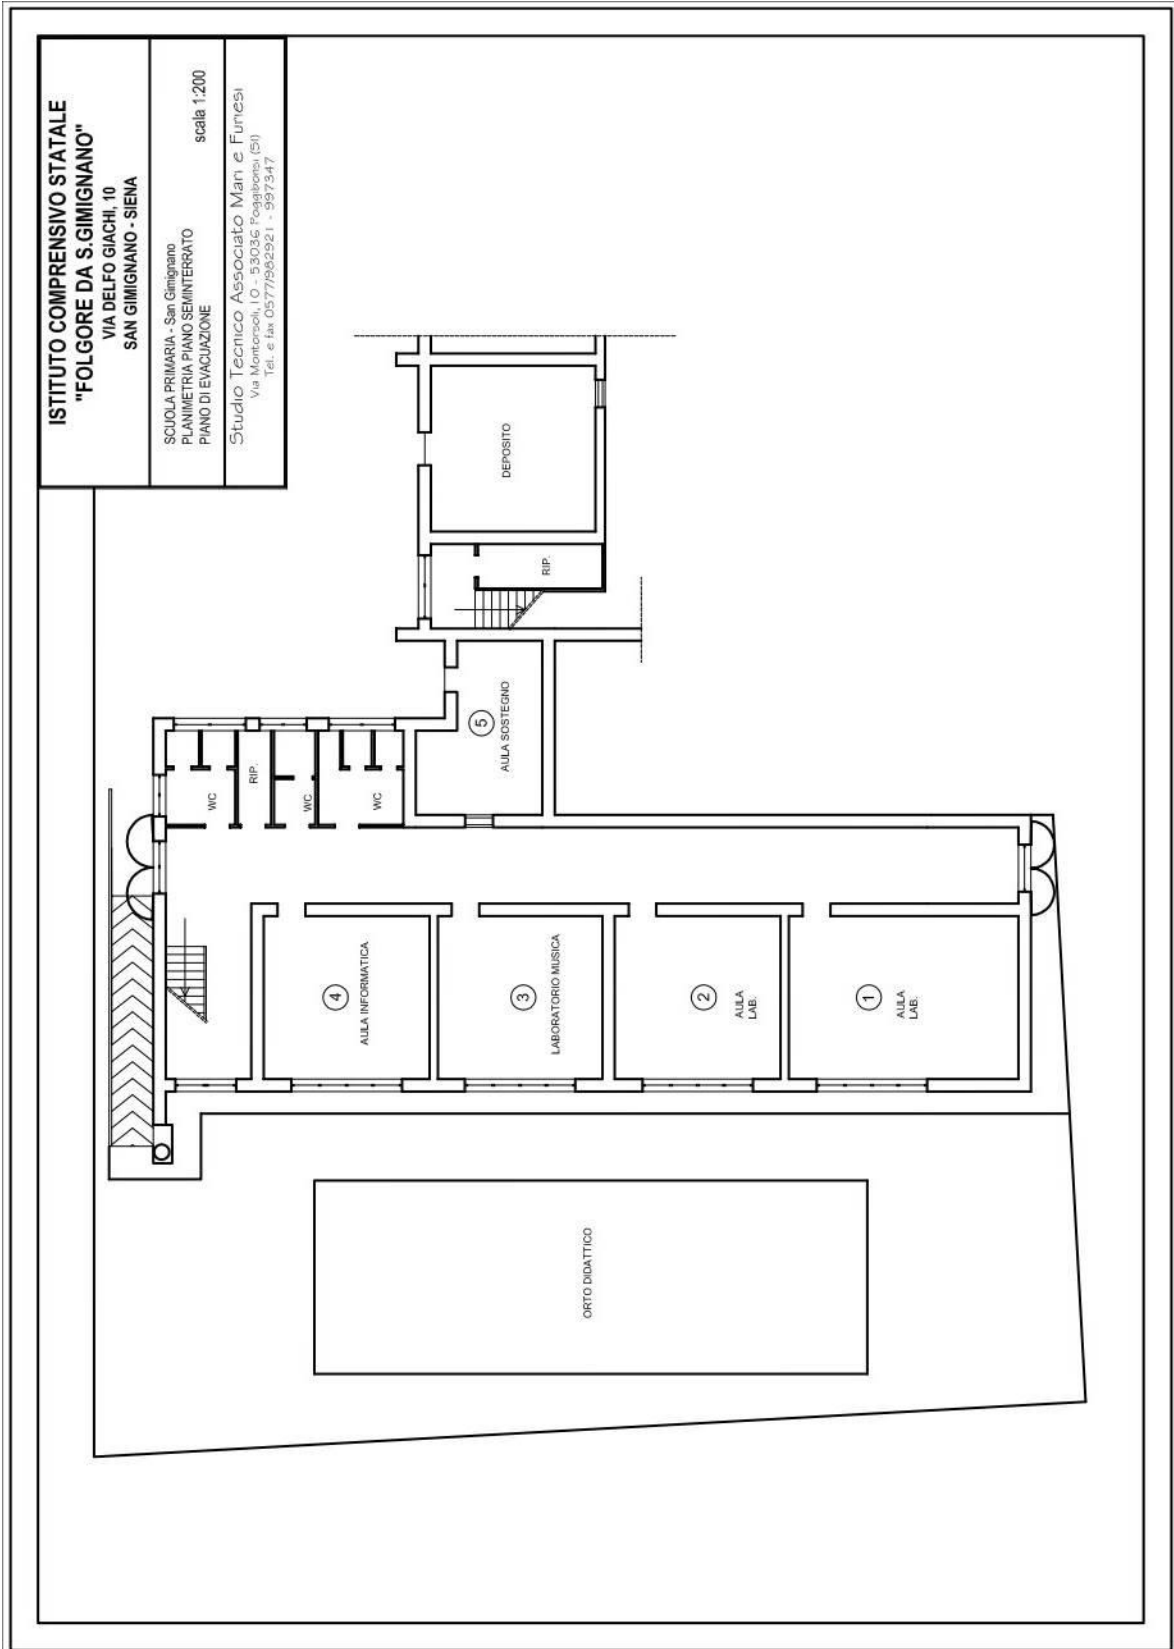 ISTITUTO COMPRENSIVO STATALE
"FOLGORE DA S.GIMIGNANO"
VIA DELFO GIACHI, 10
SAN GIMIGNANO - SIENA
SCUOLA PRIMARIA - San Gimignano
PLANIMETRIA PIANO SEMINTERRATO
PIANO DI EVACUAZIONE
scala 1:200
Studio Tecnico Associato Mari e Furiesi
Via Montorsoli, 10 - 53036 Poggibonsi (SI)
Tel. e fax 0577/982921 - 997347
DEPOSITO
RIP.
5
AULA SOSTEGNO
WC
RIP.
WC
WC
4
AULA INFORMATICA
3
LABORATORIO MUSICA
2
AULA
LAB.
1
AULA
LAB.
ORTO DIDATTICO